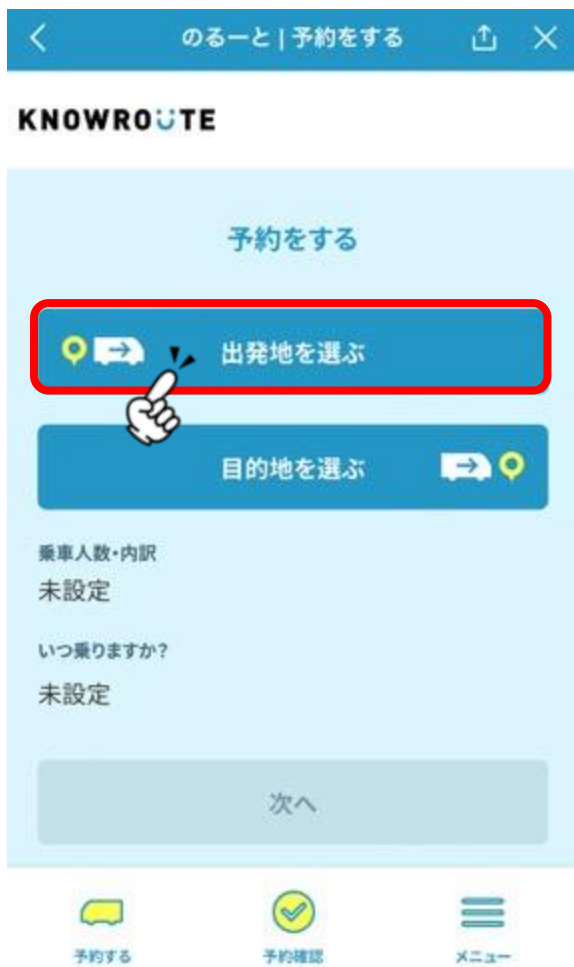 のるーと | 予約をする
KNOWROUTE
予約をする
出発地を選ぶ
目的地を選ぶ
乗車人数・内訳
未設定
いつ乗りますか?
未設定
次へ
予約する
予約確認
メニュー